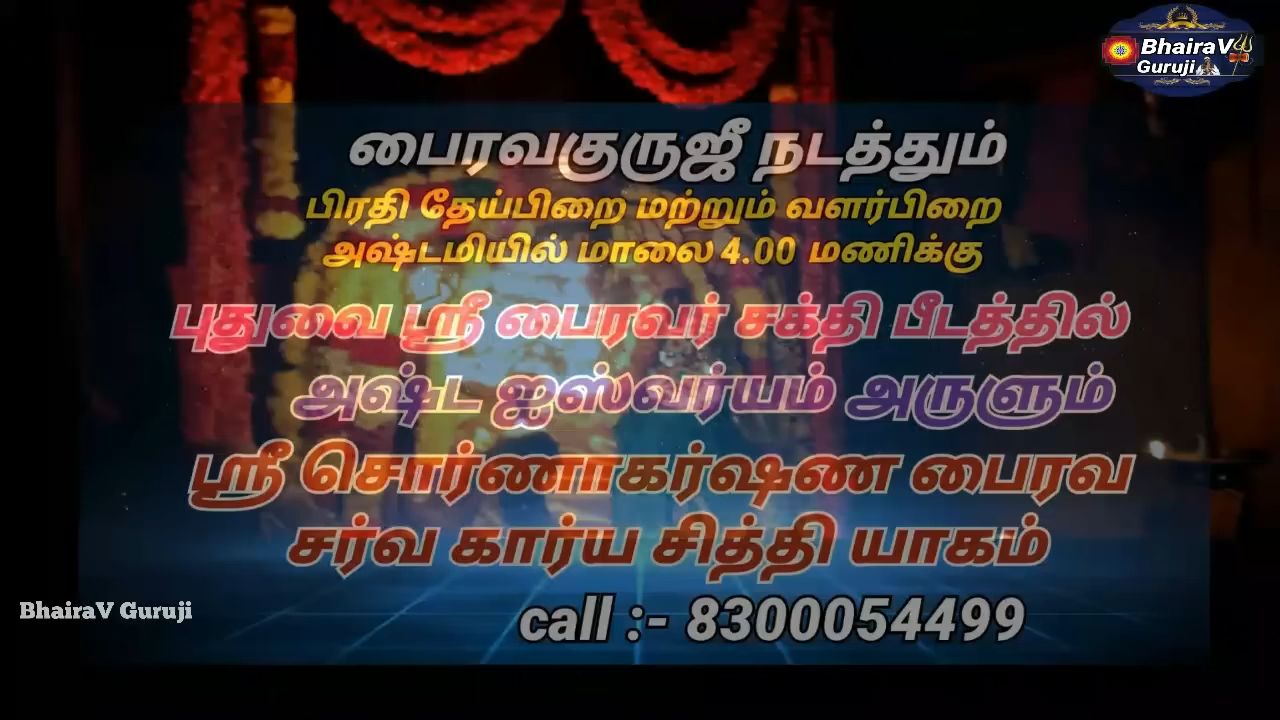 BhairaV
Guruji
பைரவகுருஜீ நடத்தும்
பிரதி தேய்பிறை மற்றும் வளர்பிறை
அஷ்டமியில் மாலை 4.00 மணிக்கு
புதுவை ஸ்ரீ பைரவர் சக்தி பீடத்தில்
அஷ்ட ஐஸ்வர்யம் அருளும்
ஸ்ரீ சொர்ணாகர்ஷண பைரவ
சர்வ கார்ய சித்தி யாகம்
call :- 8300054499
BhairaV Guruji